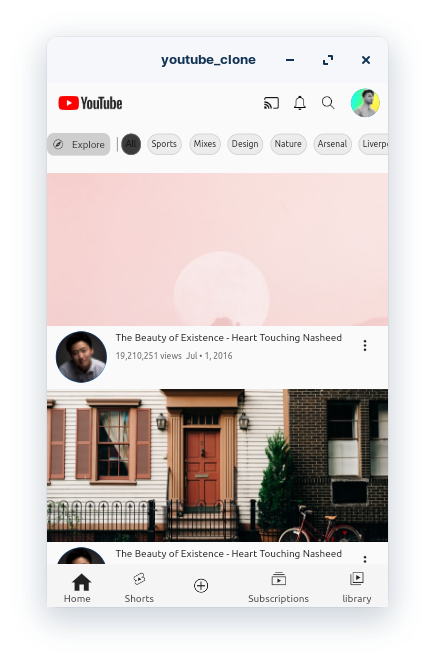 youtube_clone
YouTube
Explore All Sports Mixes Design Nature Arsenal Liverpo
The Beauty of Existence - Heart Touching Nasheed
19,210,251 views Jul • 1, 2016
The Beauty of Existence - Heart Touching Nasheed
Home Shorts Subscriptions library